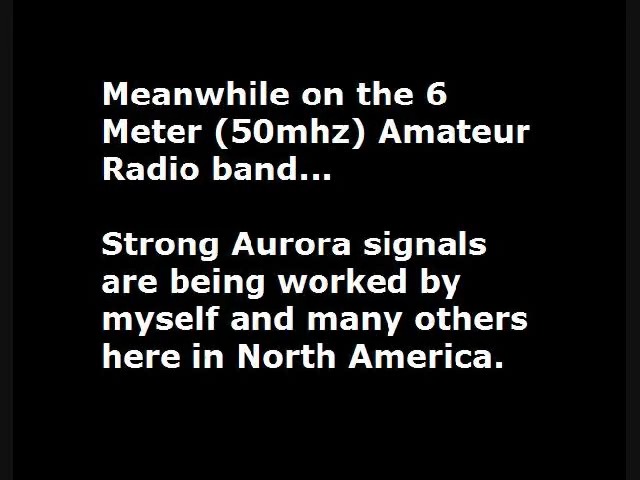 Meanwhile on the 6
Meter (50mhz) Amateur
Radio band...
Strong Aurora signals
are being worked by
myself and many others
here in North America.